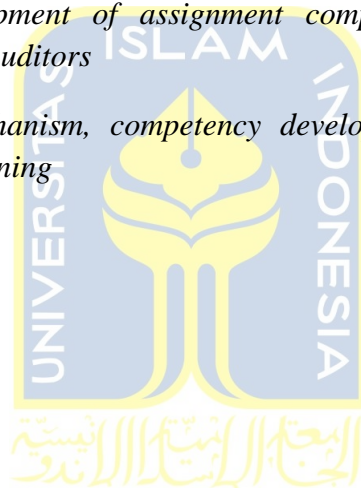 pment of assignment comp
uditors
hanism, competency develo
ning
UNIVERSITAS ISLAM INDONESIA